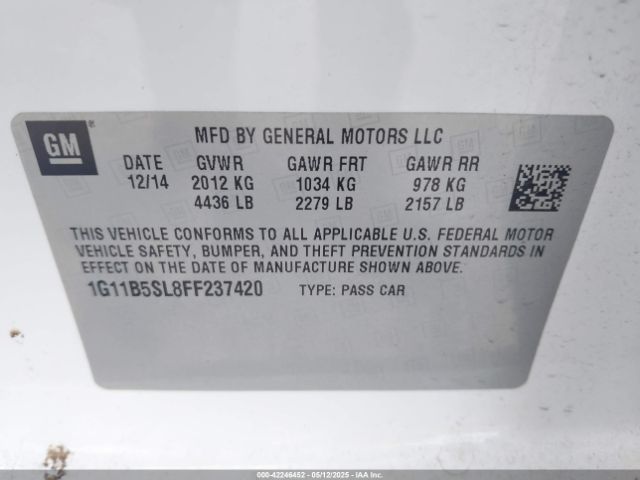 GM®
MFD BY GENERAL MOTORS LLC
DATE GVWR GAWR FRT GAWR RR
12/14 2012 KG 1034 KG 978 KG
4436 LB 2279 LB 2157 LB
THIS VEHICLE CONFORMS TO ALL APPLICABLE U.S. FEDERAL MOTOR
VEHICLE SAFETY, BUMPER, AND THEFT PREVENTION STANDARDS IN
EFFECT ON THE DATE OF MANUFACTURE SHOWN ABOVE.
1G11B5SL8FF237420 TYPE: PASS CAR
000-42246452 - 05/12/2025 - IAAI.COM